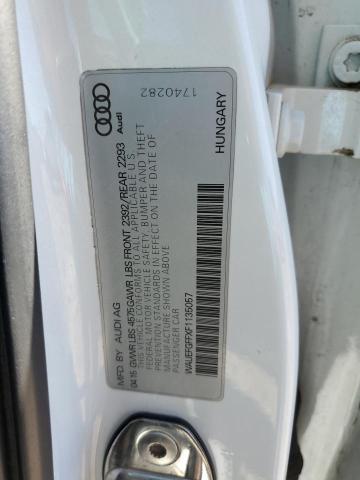 1740282
Audi
HUNGARY
MFD. BY AUDI AG
04.15 GVWR LBS 4575 GAWR LBS FRONT 2392/REAR 2293
THIS VEHICLE CONFORMS TO ALL APPLICABLE U S
FEDERAL MOTOR VEHICLE SAFETY, BUMPER AND THEFT
PREVENTION STANDARDS IN EFFECT ON THE DATE OF
MANUFACTURE SHOWN ABOVE
PASSENGER CAR
WAUEFGFFXF1135057